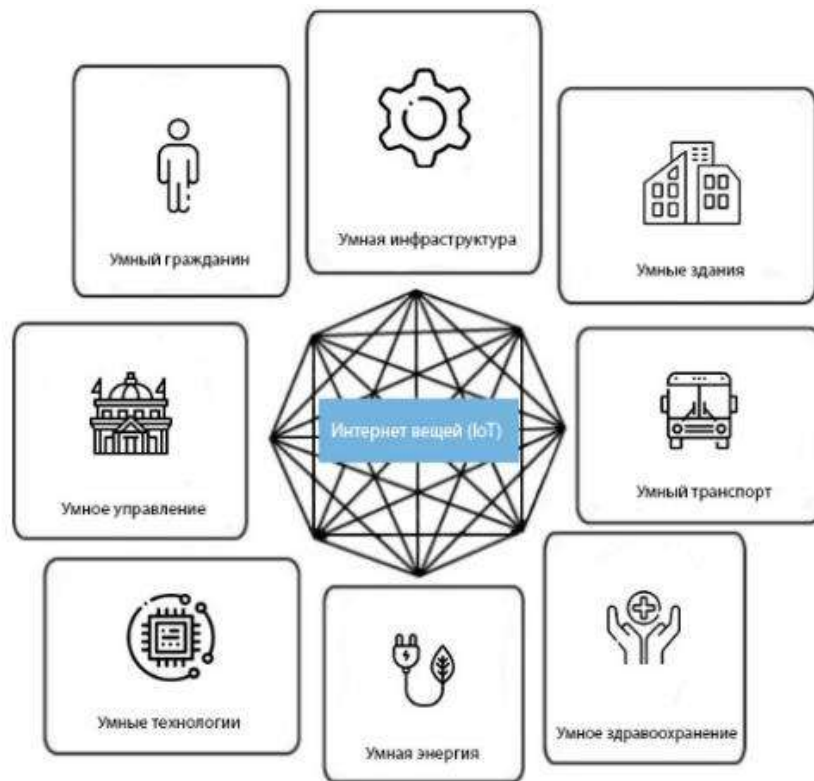 Умная инфраструктура
Умный гражданин
Умные здания
Интернет вещей (IoT)
Умное управление
Умный транспорт
Умные технологии
Умная энергия
Умное здравоохранение